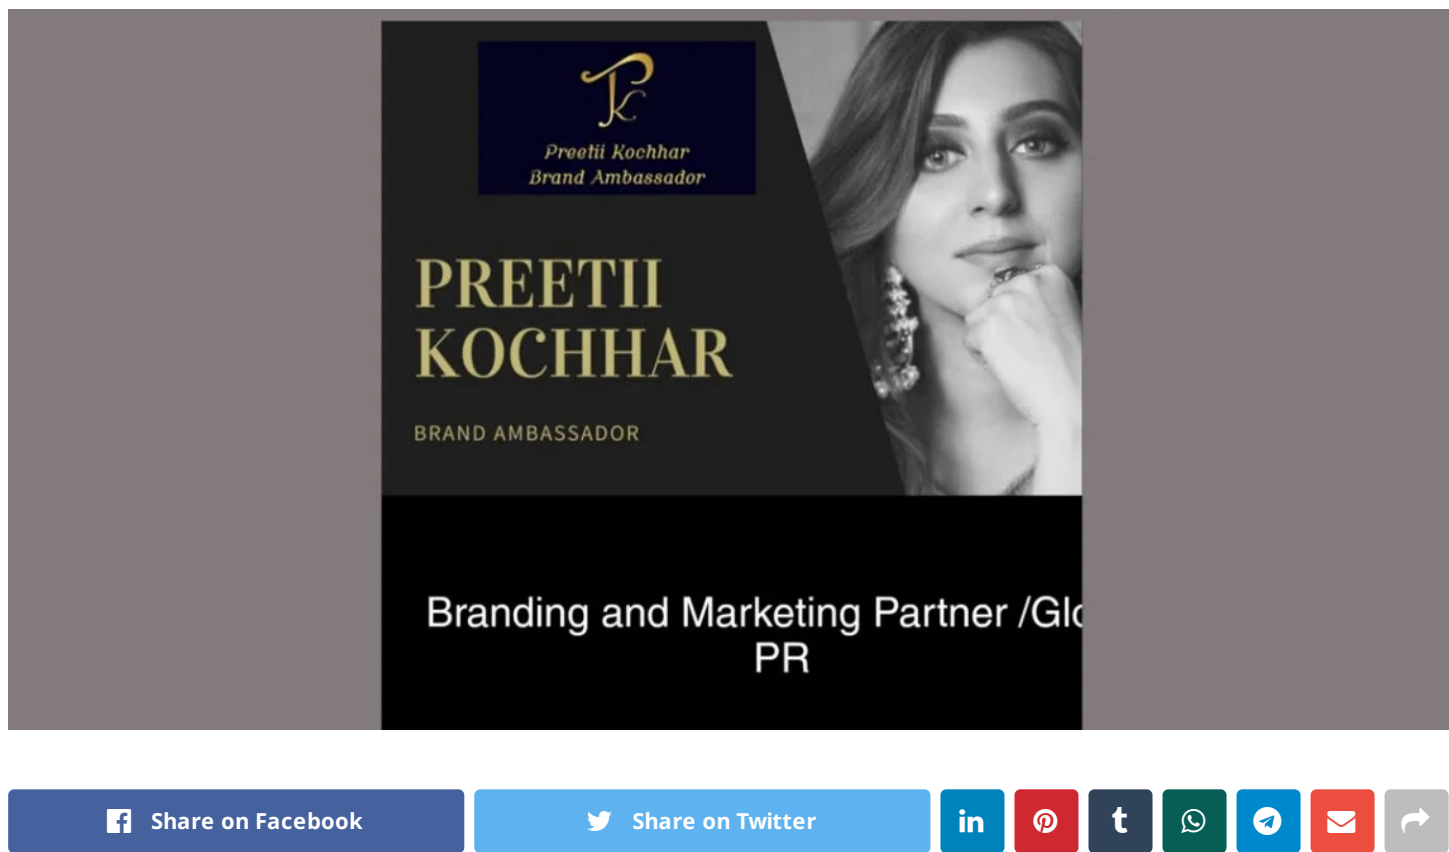 Preetii Kochhar
Brand Ambassador
PREETII
KOCHHAR
BRAND AMBASSADOR
Branding and Marketing Partner /Glo
PR
Share on Facebook
Share on Twitter